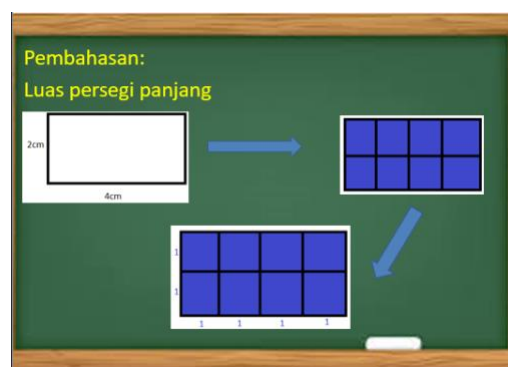 Pembahasan:
Luas persegi panjang
2cm
4cm
1
1
1 1 1 1